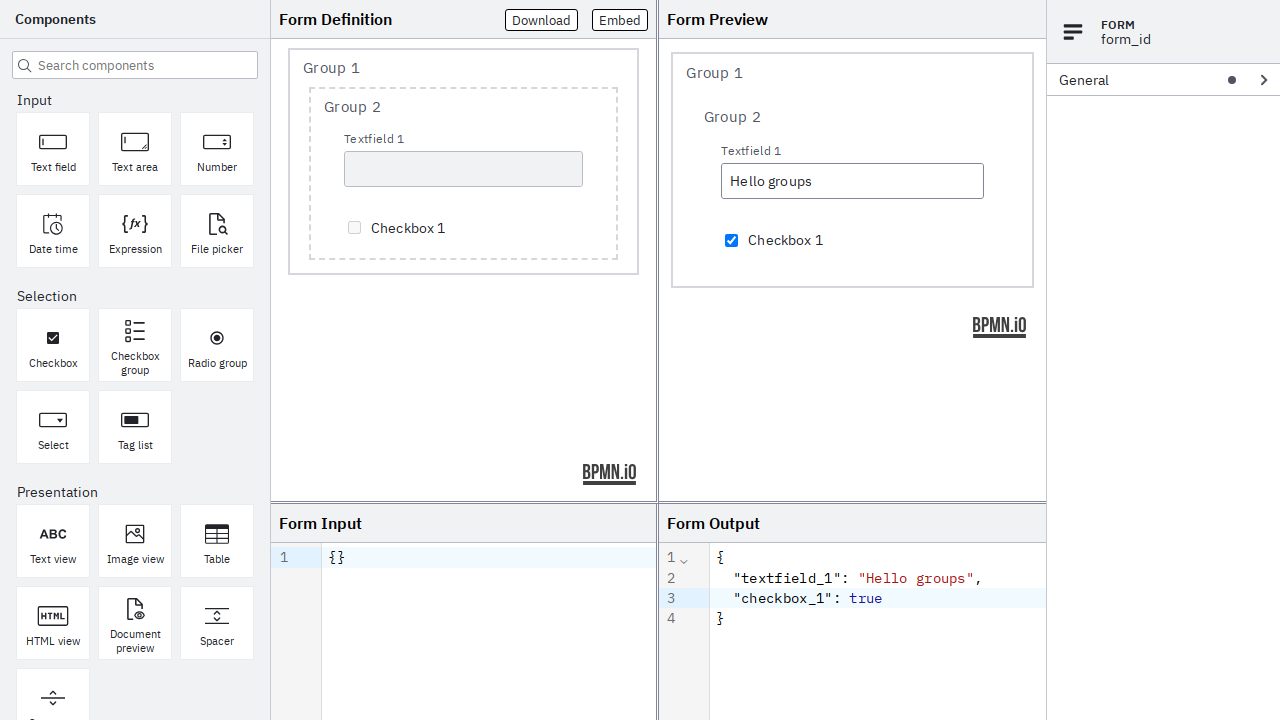 Components
Search components
Input
Text field
Text area
Number
Date time
Expression
File picker
Selection
Checkbox
Checkbox group
Radio group
Select
Tag list
Presentation
ABC
Text view
Image view
Table
HTML
HTML view
Document preview
Spacer
Form Definition
Download
Embed
Group 1
Group 2
Textfield 1
Checkbox 1
BPMN.iO
Form Preview
Group 1
Group 2
Textfield 1
Hello groups
Checkbox 1
BPMN.iO
Form Input
1
{}
Form Output
1 {
2 "textfield_1": "Hello groups",
3 "checkbox_1": true
4 }
FORM
form_id
General